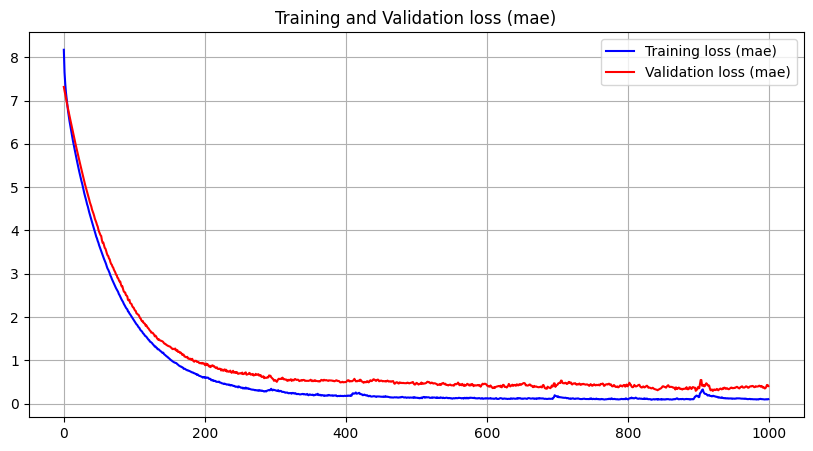 Training and Validation loss (mae)
Training loss (mae)
Validation loss (mae)
8
7
6
5
4
3
2
1
0
0 200 400 600 800 1000